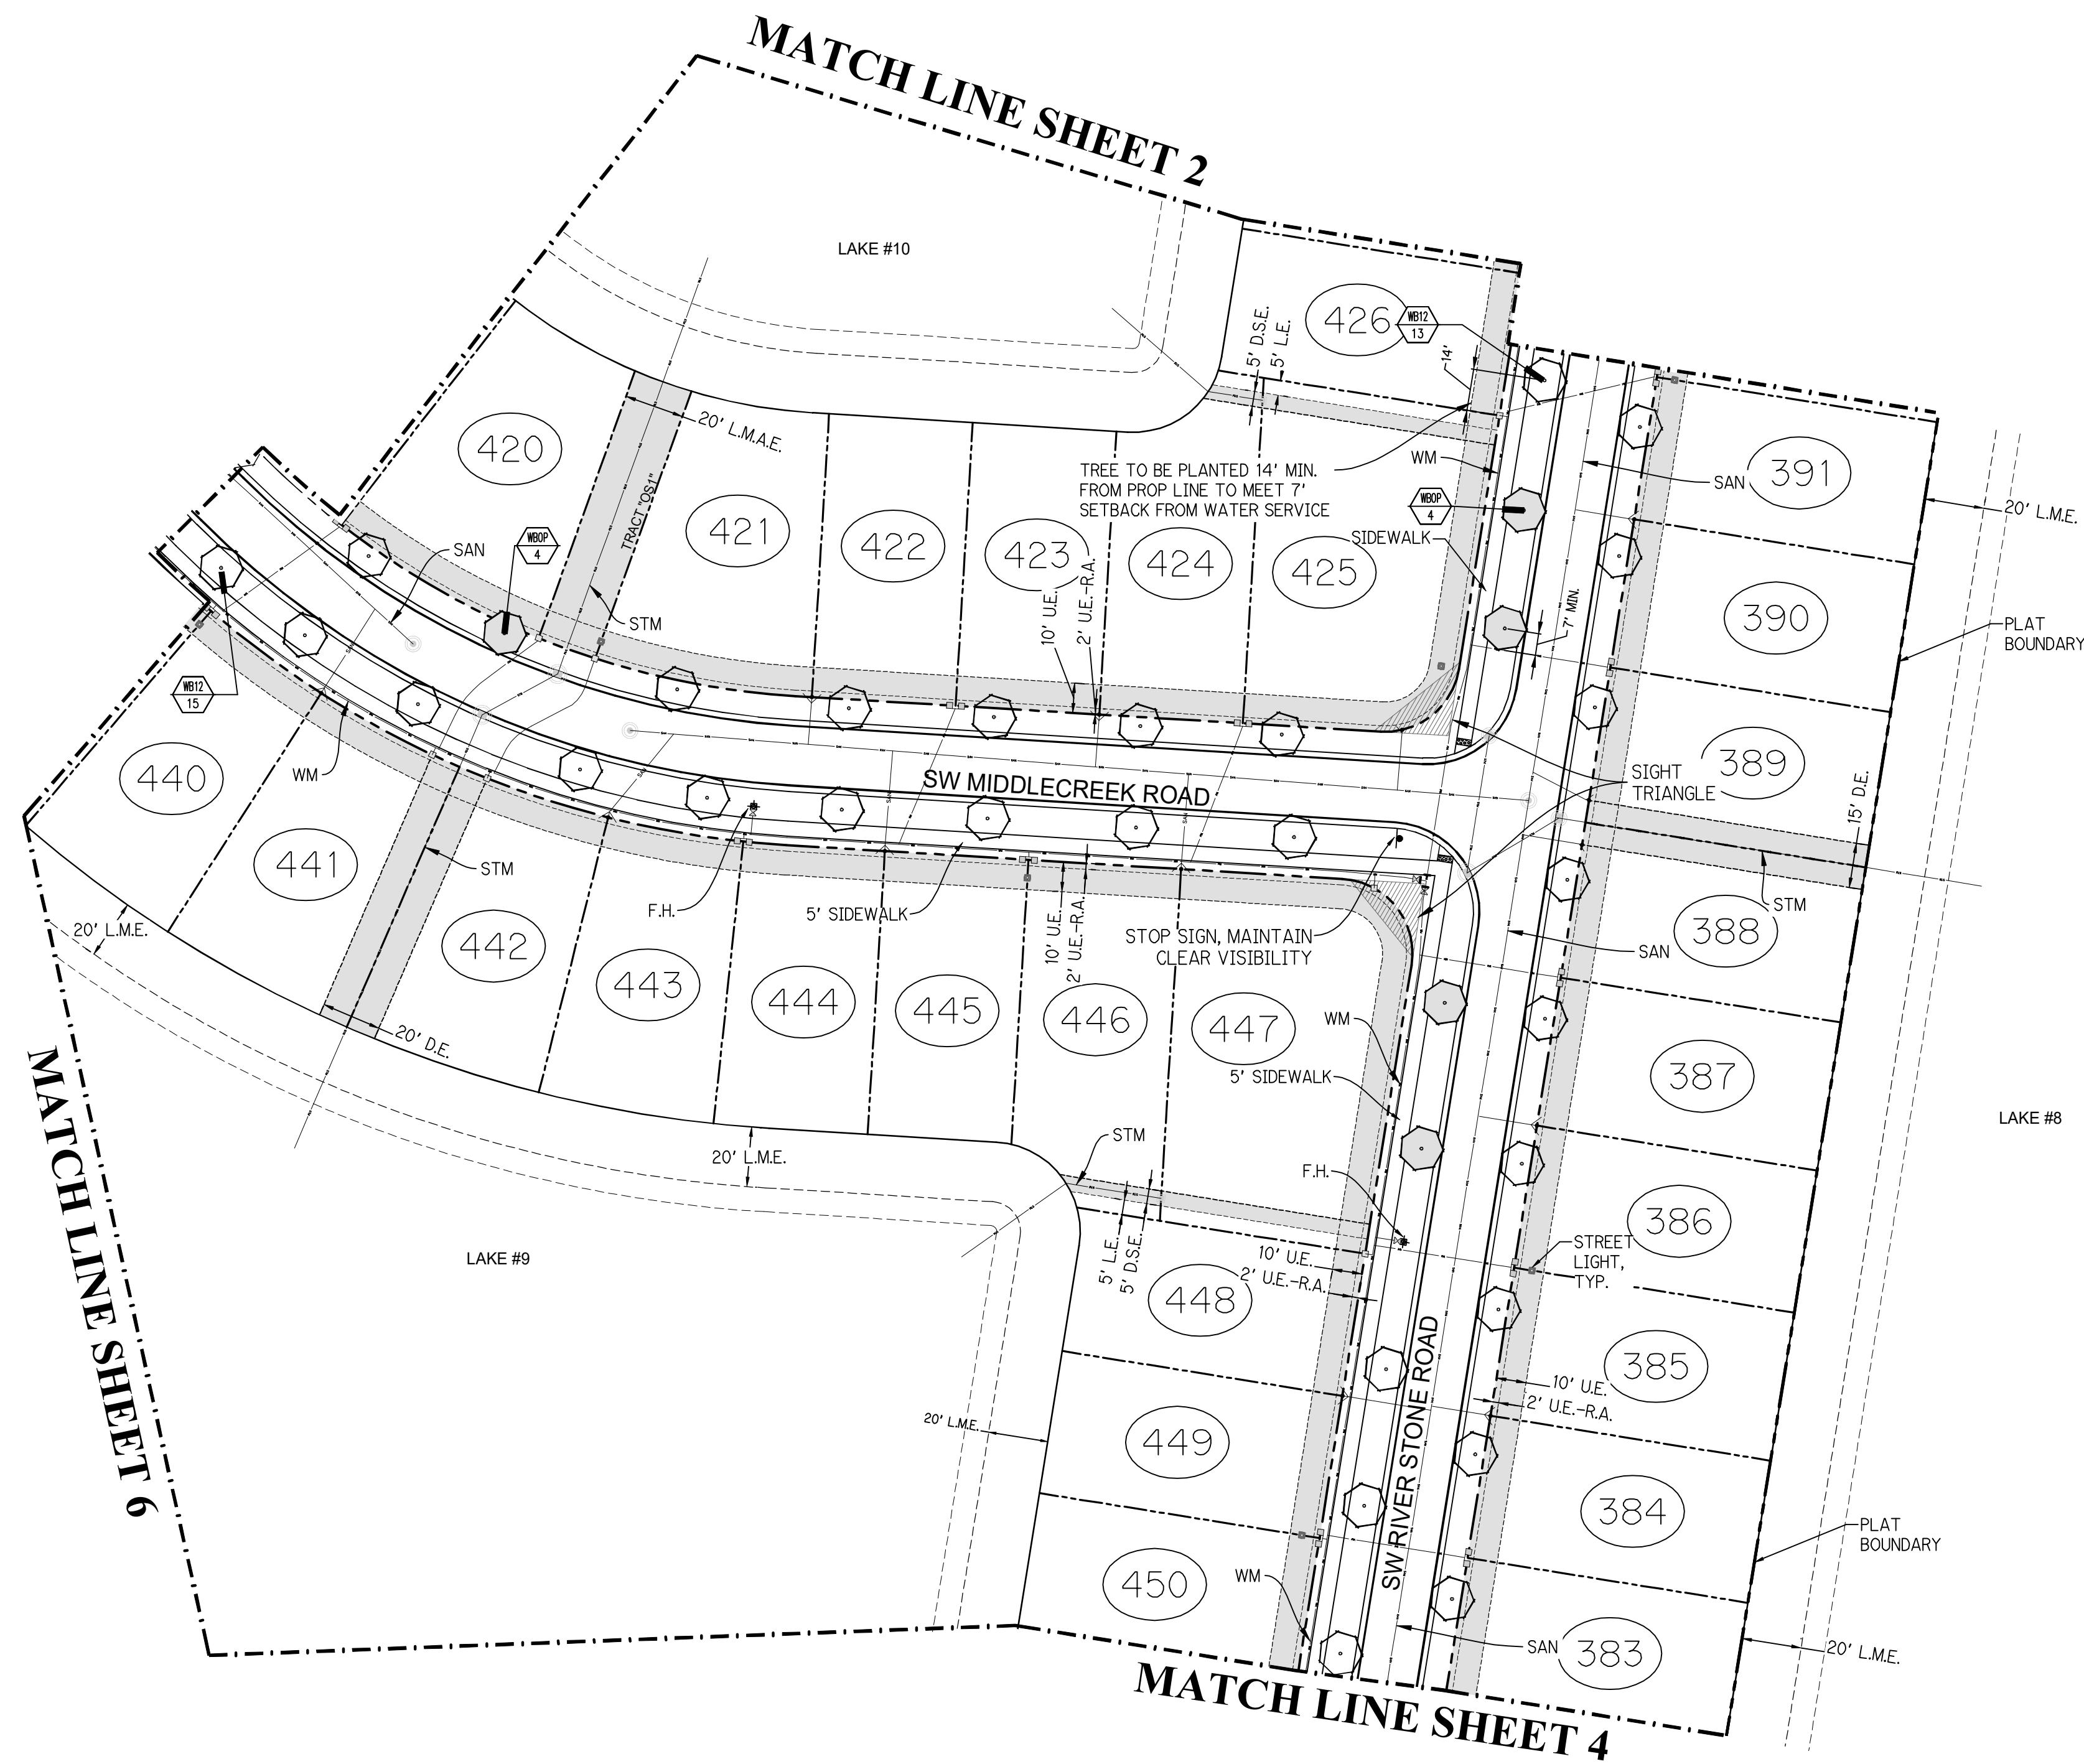 MATCH LINE SHEET 2
LAKE #10
426
WB12
13
5' D.S.E.
5' L.E.
14'
420
20' L.M.A.E.
TRACT "OS1"
421
422
423
424
425
TREE TO BE PLANTED 14' MIN.
FROM PROP LINE TO MEET 7'
SETBACK FROM WATER SERVICE
WM
WBOP
4
SIDEWALK
SAN
391
20' L.M.E.
390
PLAT
BOUNDARY
7' MIN.
SAN
WBOP
4
STM
10' U.E.
2' U.E.-R.A.
WB12
15
440
WM
SW MIDDLECREEK ROAD
SIGHT
TRIANGLE
389
15' D.E.
STM
388
SAN
441
STM
442
20' L.M.E.
20' D.E.
F.H.
443
444
5' SIDEWALK
445
10' U.E.
2' U.E.-R.A.
446
STOP SIGN, MAINTAIN
CLEAR VISIBILITY
447
WM
5' SIDEWALK
387
LAKE #8
MATCH LINE SHEET 6
20' L.M.E.
STM
F.H.
386
STREET
LIGHT,
TYP.
LAKE #9
5' L.E.
5' D.S.E.
10' U.E.
2' U.E.-R.A.
448
385
10' U.E.
2' U.E.-R.A.
20' L.M.E.
449
SW RIVER STONE ROAD
384
PLAT
BOUNDARY
450
WM
SAN
383
20' L.M.E.
MATCH LINE SHEET 4